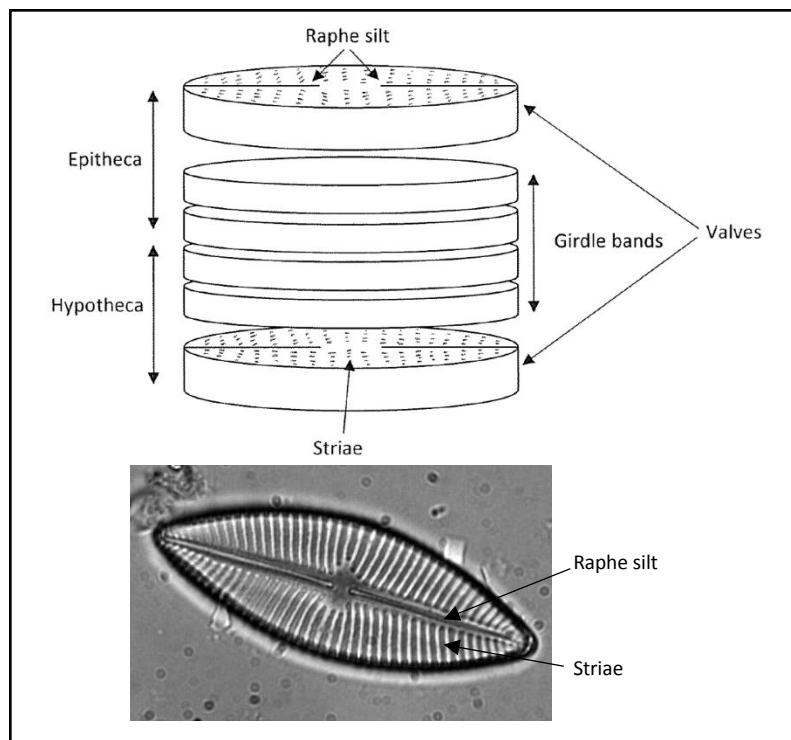 Raphe silt
Epitheca
Valves
Girdle bands
Hypotheca
Striae
Raphe silt
Striae